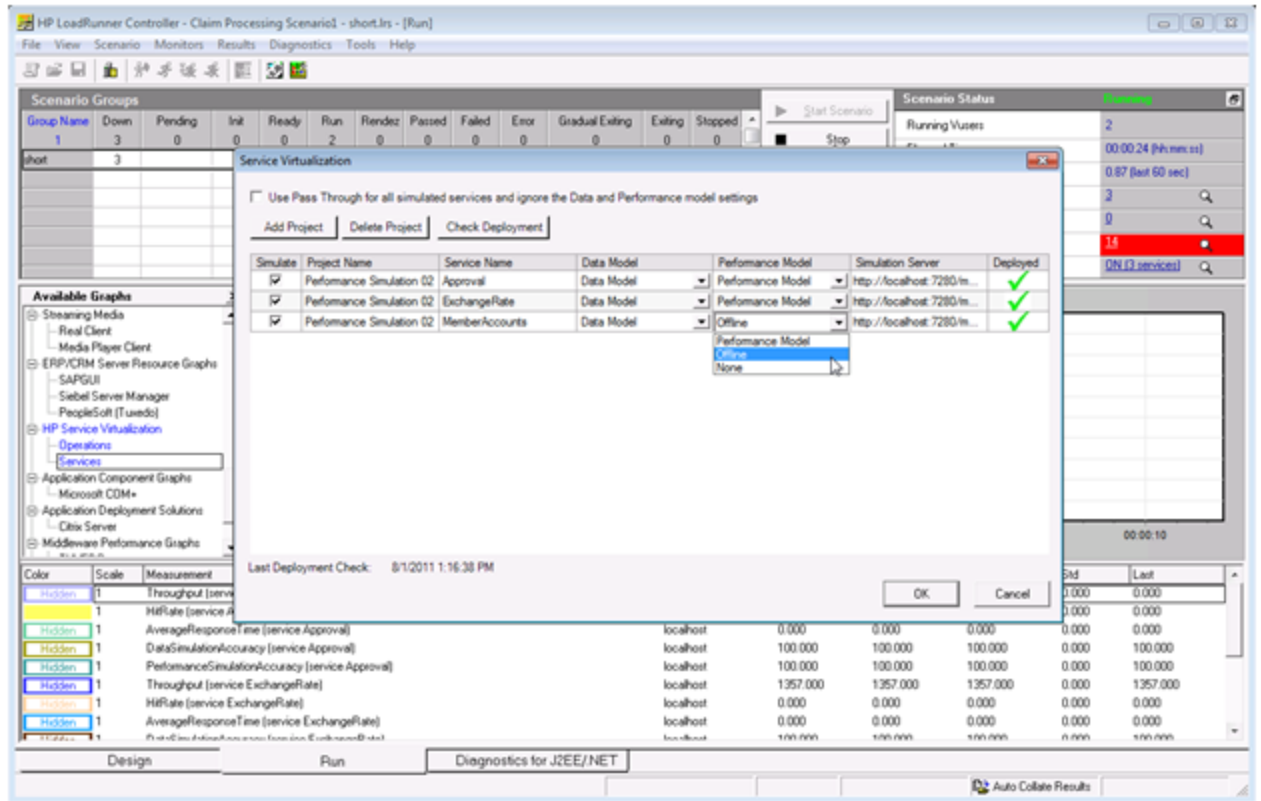 HP LoadRunner Controller - Claim Processing Scenario1 - short.lrs - [Run]
File View Scenario Monitors Results Diagnostics Tools Help
Scenario Groups
Group Name Down Pending Init Ready Run Rendez Passed Failed Error Gradual Exiting Exiting Stopped
1 3 0 0 0 2 0 0 0 0 0 0 0
short 3
Start Scenario
Stop
Scenario Status Running
Running Vusers 2
00:00:24 (hh:mm:ss)
0.87 (last 60 sec)
3
0
14
ON (3 services)
Service Virtualization
Use Pass Through for all simulated services and ignore the Data and Performance model settings
Add Project Delete Project Check Deployment
Simulate Project Name Service Name Data Model Performance Model Simulation Server Deployed
Performance Simulation 02 Approval Data Model Performance Model http://localhost:7280/m...
Performance Simulation 02 ExchangeRate Data Model Performance Model http://localhost:7280/m...
Performance Simulation 02 MemberAccounts Data Model Offline http://localhost:7280/m...
Performance Model
Offline
None
Last Deployment Check: 8/1/2011 1:16:38 PM
OK Cancel
Available Graphs
Streaming Media
Real Client
Media Player Client
ERP/CRM Server Resource Graphs
SAPGUI
Siebel Server Manager
PeopleSoft (Tuxedo)
HP Service Virtualization
Operations
Services
Application Component Graphs
Microsoft COM+
Application Deployment Solutions
Citrix Server
Middleware Performance Graphs
00:00:10
Color Scale Measurement Std Last
Hidden 1 Throughput (serv 0.000 0.000
1 HitRate (service A 0.000 0.000
Hidden 1 AverageResponseTime (service Approval) localhost 0.000 0.000 0.000 0.000 0.000
Hidden 1 DataSimulationAccuracy (service Approval) localhost 100.000 100.000 100.000 0.000 100.000
Hidden 1 PerformanceSimulationAccuracy (service Approval) localhost 100.000 100.000 100.000 0.000 100.000
Hidden 1 Throughput (service ExchangeRate) localhost 1357.000 1357.000 1357.000 0.000 1357.000
Hidden 1 HitRate (service ExchangeRate) localhost 0.000 0.000 0.000 0.000 0.000
Hidden 1 AverageResponseTime (service ExchangeRate) localhost 0.000 0.000 0.000 0.000 0.000
Hidden 1 DataSimulationAccuracy (service ExchangeRate) localhost 100.000 100.000 100.000 0.000 100.000
Design Run Diagnostics for J2EE/.NET
Auto Collate Results